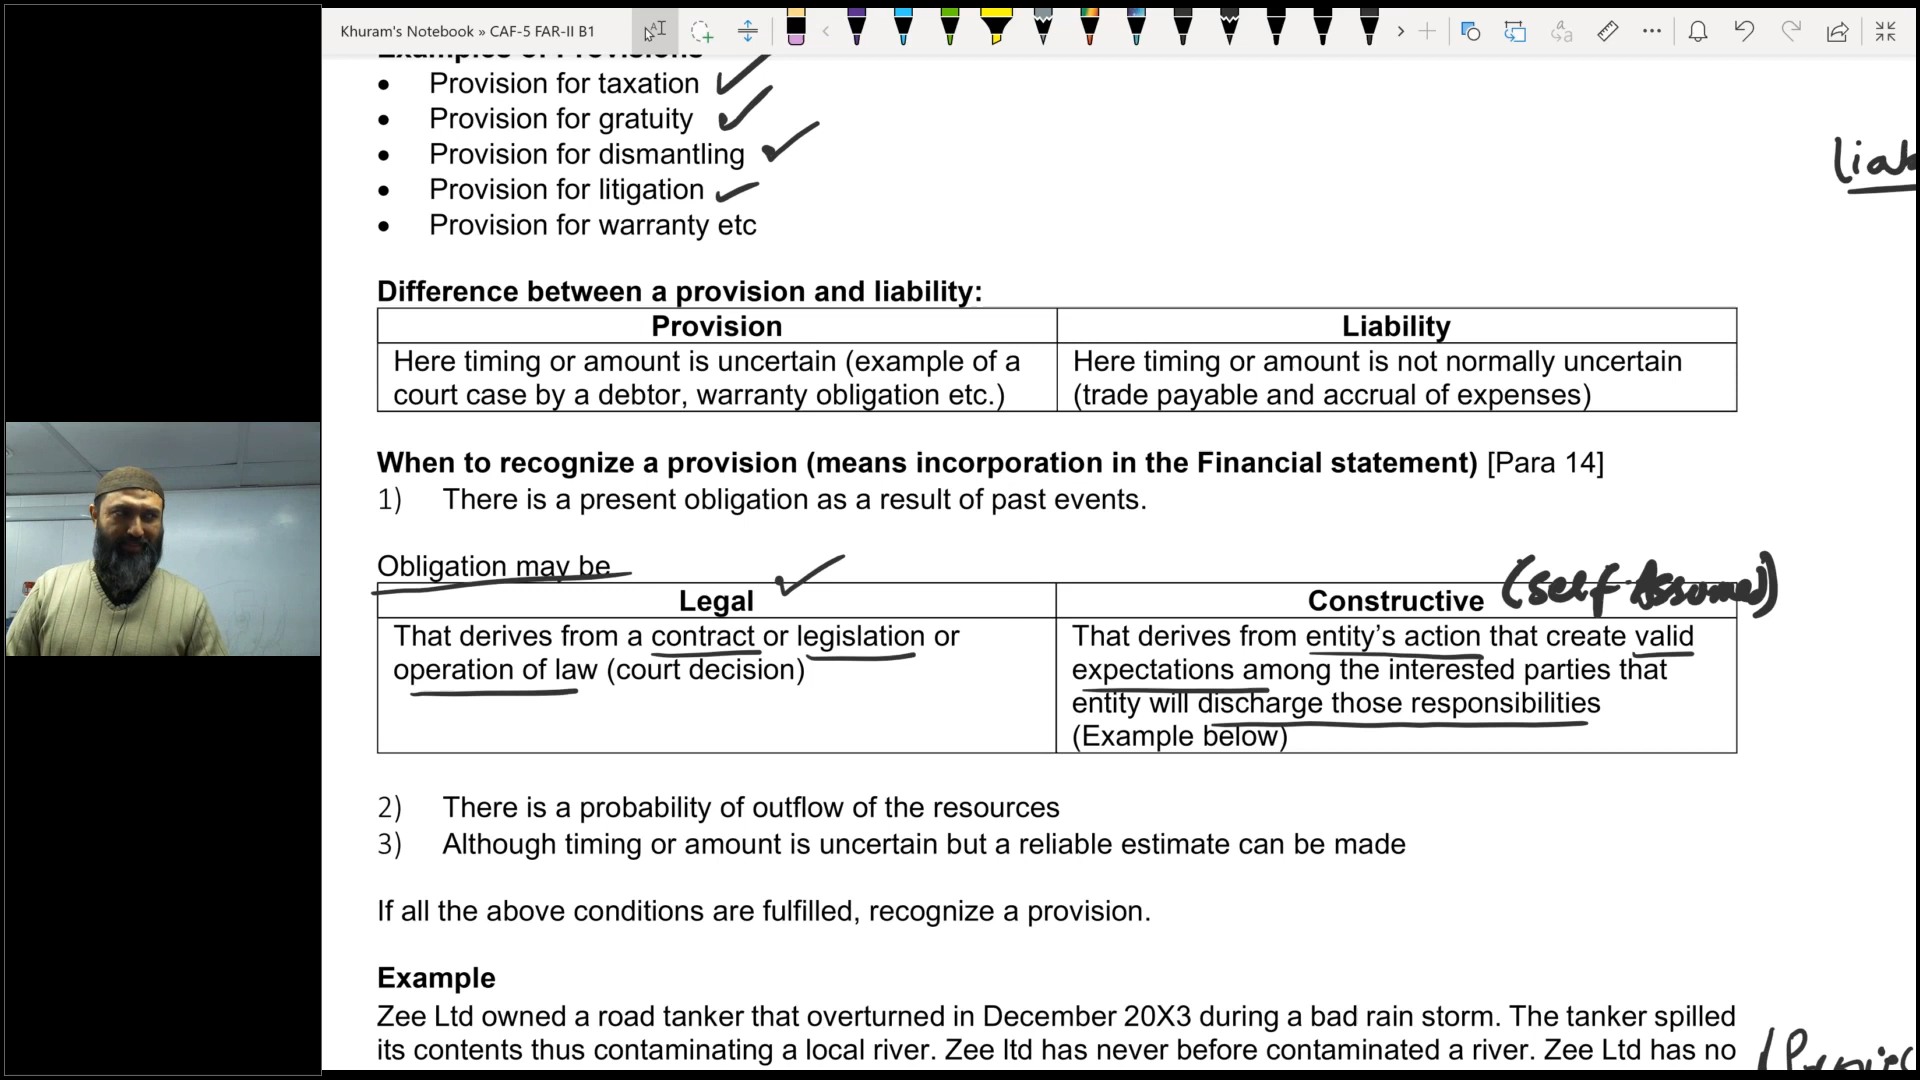 Khuram's Notebook » CAF-5 FAR-II B1
Examples of Provisions
• Provision for taxation
• Provision for gratuity
• Provision for dismantling
• Provision for litigation
• Provision for warranty etc
Difference between a provision and liability:
Provision Liability
Here timing or amount is uncertain (example of a
court case by a debtor, warranty obligation etc.)
Here timing or amount is not normally uncertain
(trade payable and accrual of expenses)
When to recognize a provision (means incorporation in the Financial statement) [Para 14]
1) There is a present obligation as a result of past events.
Obligation may be
Legal Constructive (self Assumed)
That derives from a contract or legislation or
operation of law (court decision)
That derives from entity’s action that create valid
expectations among the interested parties that
entity will discharge those responsibilities
(Example below)
2) There is a probability of outflow of the resources
3) Although timing or amount is uncertain but a reliable estimate can be made
If all the above conditions are fulfilled, recognize a provision.
Example
Zee Ltd owned a road tanker that overturned in December 20X3 during a bad rain storm. The tanker spilled
its contents thus contaminating a local river. Zee ltd has never before contaminated a river. Zee Ltd has no